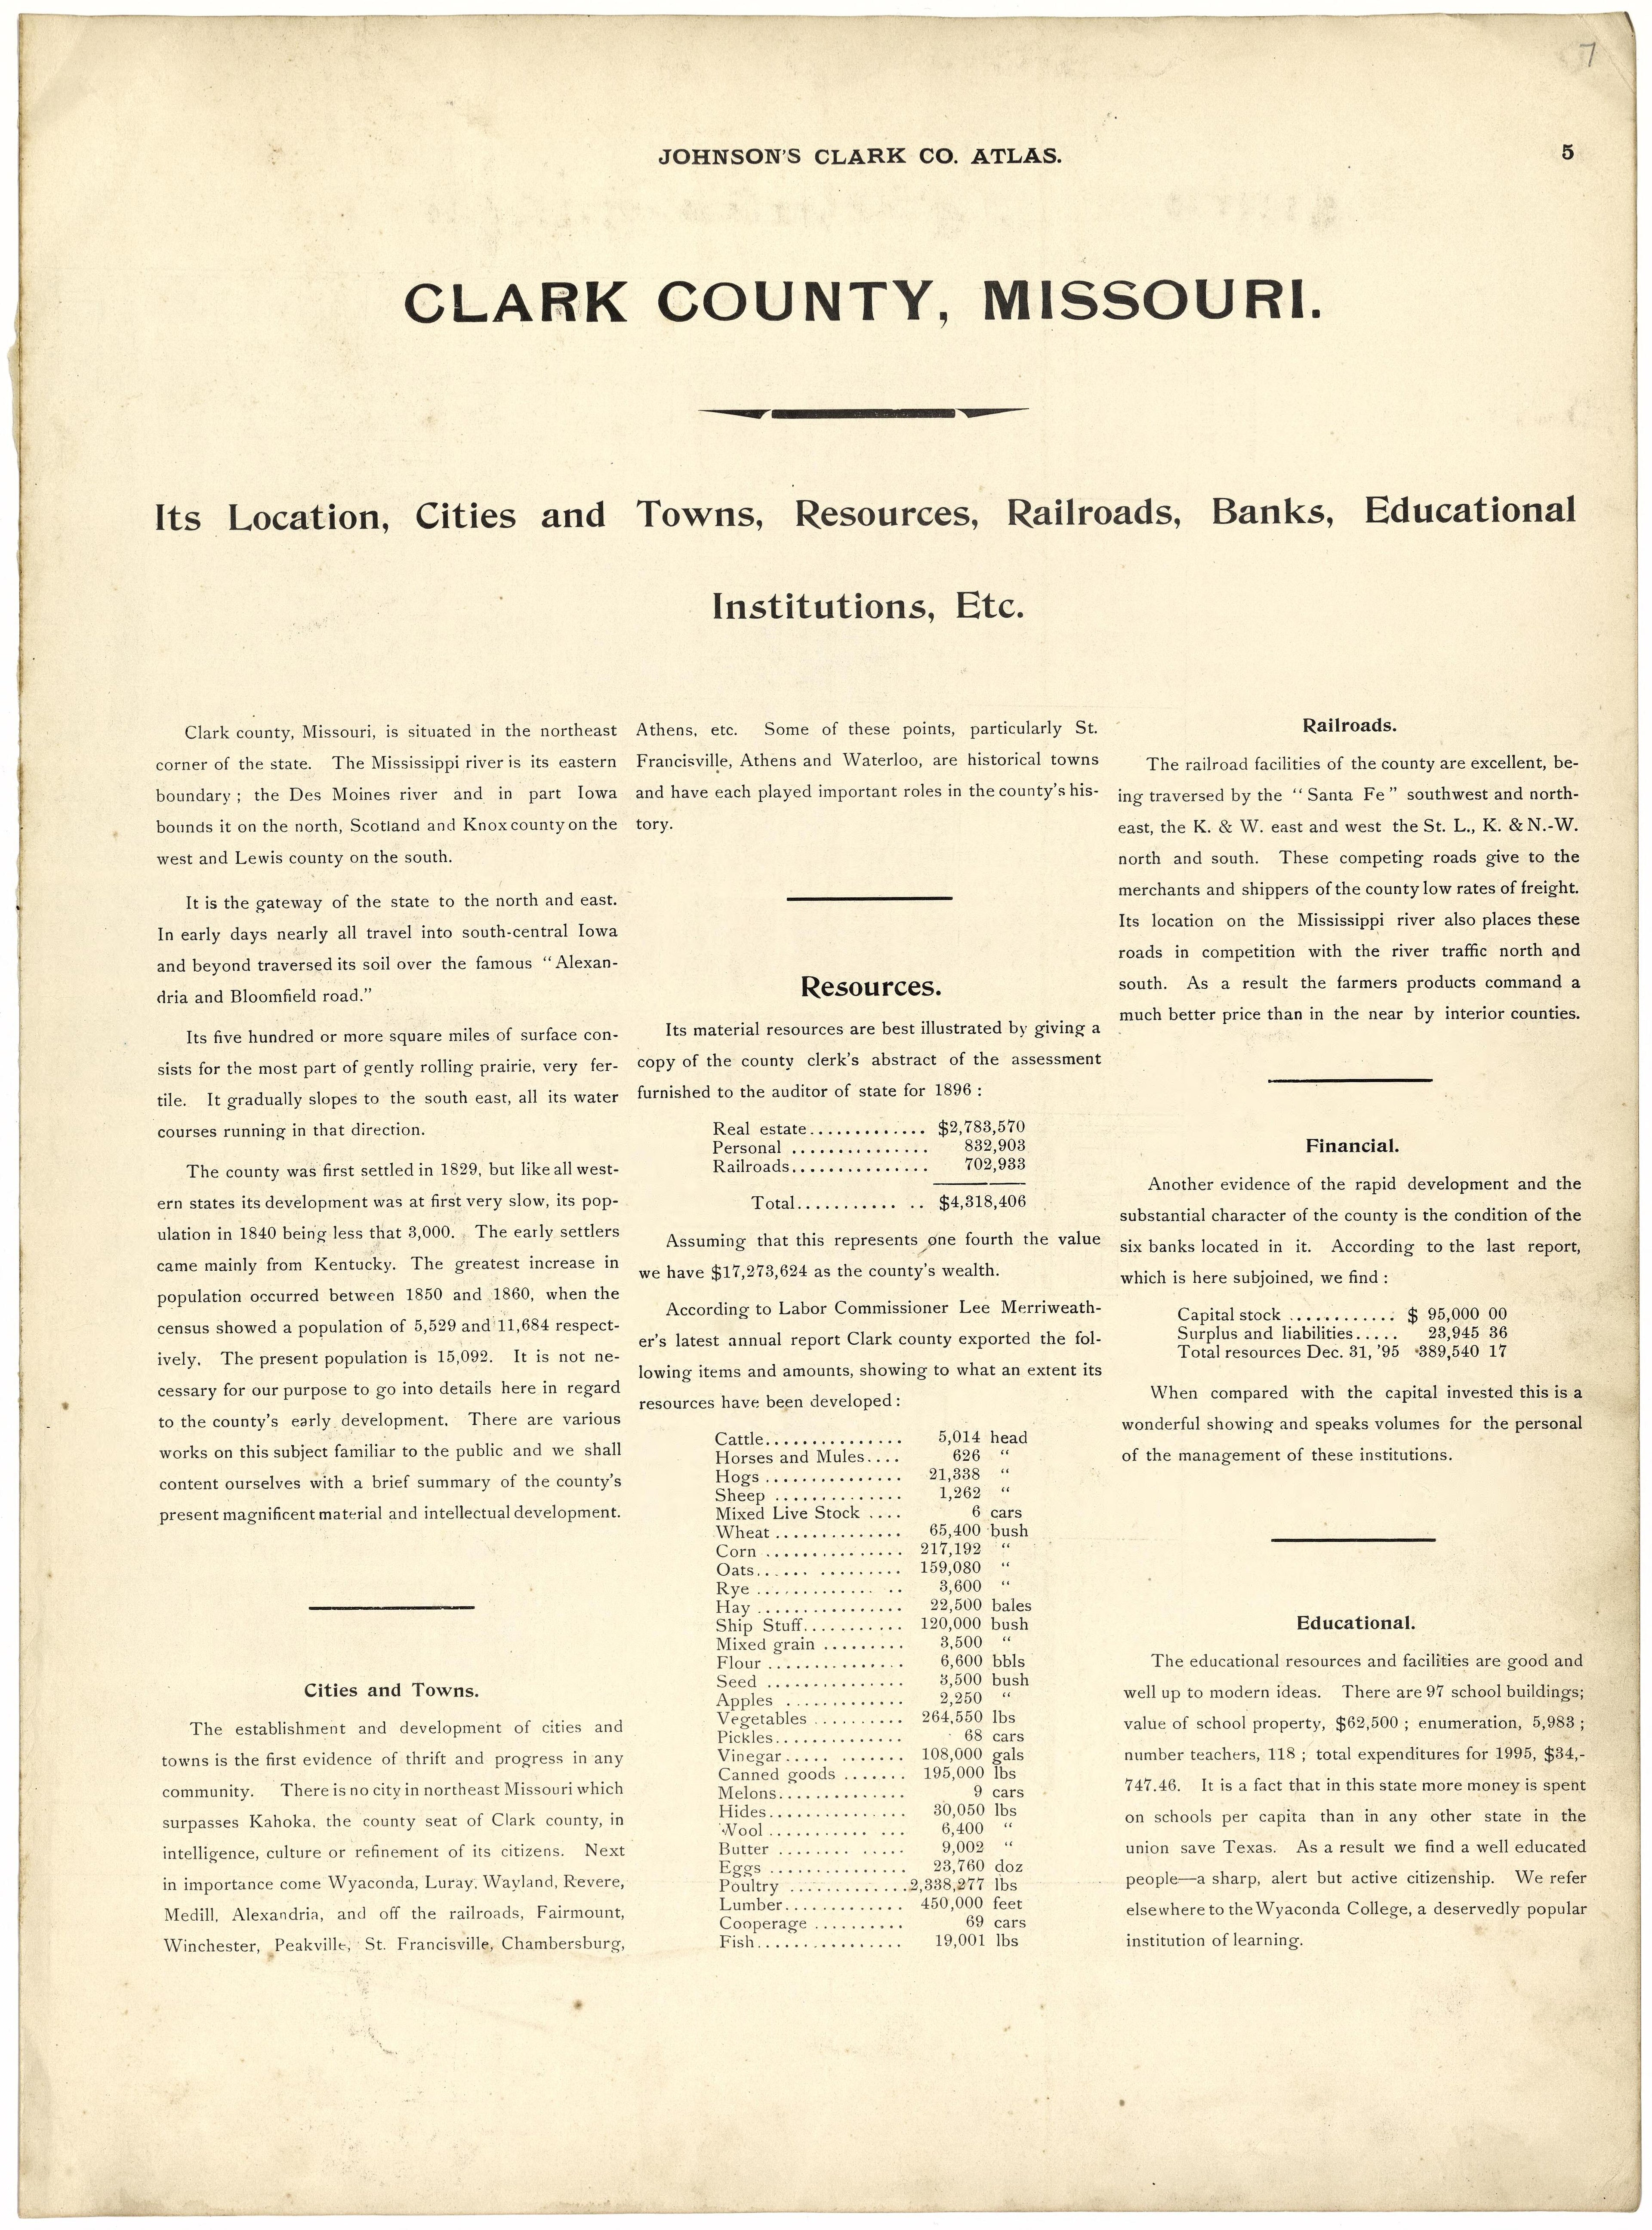 7
JOHNSON'S CLARK CO. ATLAS.
5
CLARK COUNTY, MISSOURI.
Its Location, Cities and Towns, Resources, Railroads, Banks, Educational
Institutions, Etc.
Clark county, Missouri, is situated in the northeast
corner of the state. The Mississippi river is its eastern
boundary; the Des Moines river and in part Iowa
bounds it on the north, Scotland and Knox county on the
west and Lewis county on the south.
It is the gateway of the state to the north and east.
In early days nearly all travel into south-central Iowa
and beyond traversed its soil over the famous “Alexan-
dria and Bloomfield road.”
Its five hundred or more square miles of surface con-
sists for the most part of gently rolling prairie, very fer-
tile. It gradually slopes to the south east, all its water
courses running in that direction.
The county was first settled in 1829, but like all west-
ern states its development was at first very slow, its pop-
ulation in 1840 being less that 3,000. The early settlers
came mainly from Kentucky. The greatest increase in
population occurred between 1850 and 1860, when the
census showed a population of 5,529 and 11,684 respect-
ively. The present population is 15,092. It is not ne-
cessary for our purpose to go into details here in regard
to the county's early development. There are various
works on this subject familiar to the public and we shall
content ourselves with a brief summary of the county's
present magnificent material and intellectual development.
Cities and Towns.
The establishment and development of cities and
towns is the first evidence of thrift and progress in any
community. There is no city in northeast Missouri which
surpasses Kahoka, the county seat of Clark county, in
intelligence, culture or refinement of its citizens. Next
in importance come Wyaconda, Luray, Wayland, Revere,
Medill, Alexandria, and off the railroads, Fairmount,
Winchester, Peakville, St. Francisville, Chambersburg,
Athens, etc. Some of these points, particularly St.
Francisville, Athens and Waterloo, are historical towns
and have each played important roles in the county's his-
tory.
Resources.
Its material resources are best illustrated by giving a
copy of the county clerk's abstract of the assessment
furnished to the auditor of state for 1896:
Real estate............. $2,783,570
Personal ............... 832,903
Railroads............... 702,933
Total........... .. $4,318,406
Assuming that this represents one fourth the value
we have $17,273,624 as the county's wealth.
According to Labor Commissioner Lee Merriweath-
er's latest annual report Clark county exported the fol-
lowing items and amounts, showing to what an extent its
resources have been developed:
Cattle............... 5,014 head
Horses and Mules.... 626 “
Hogs ............... 21,338 “
Sheep .............. 1,262 “
Mixed Live Stock .... 6 cars
Wheat .............. 65,400 bush
Corn ............... 217,192 “
Oats...... ......... 159,080 “
Rye ............. .. 3,600 “
Hay ................ 22,500 bales
Ship Stuff........... 120,000 bush
Mixed grain ......... 3,500 “
Flour ............... 6,600 bbls
Seed ............... 3,500 bush
Apples ............. 2,250 “
Vegetables .......... 264,550 lbs
Pickles.............. 68 cars
Vinegar..... ....... 108,000 gals
Canned goods ....... 195,000 lbs
Melons.............. 9 cars
Hides............... 30,050 lbs
Wool ........... ... 6,400 “
Butter ........ ..... 9,002 “
Eggs ............... 23,760 doz
Poultry .............2,338,277 lbs
Lumber............. 450,000 feet
Cooperage .......... 69 cars
Fish................ 19,001 lbs
Railroads.
The railroad facilities of the county are excellent, be-
ing traversed by the “Santa Fe” southwest and north-
east, the K. & W. east and west the St. L., K. & N.-W.
north and south. These competing roads give to the
merchants and shippers of the county low rates of freight.
Its location on the Mississippi river also places these
roads in competition with the river traffic north and
south. As a result the farmers products command a
much better price than in the near by interior counties.
Financial.
Another evidence of the rapid development and the
substantial character of the county is the condition of the
six banks located in it. According to the last report,
which is here subjoined, we find:
Capital stock ............ $ 95,000 00
Surplus and liabilities..... 23,945 36
Total resources Dec. 31, '95 389,540 17
When compared with the capital invested this is a
wonderful showing and speaks volumes for the personal
of the management of these institutions.
Educational.
The educational resources and facilities are good and
well up to modern ideas. There are 97 school buildings;
value of school property, $62,500; enumeration, 5,983;
number teachers, 118; total expenditures for 1995, $34,-
747.46. It is a fact that in this state more money is spent
on schools per capita than in any other state in the
union save Texas. As a result we find a well educated
people—a sharp, alert but active citizenship. We refer
elsewhere to the Wyaconda College, a deservedly popular
institution of learning.